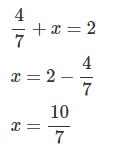 4/7 + x = 2
x = 2 − 4/7
x = 10/7